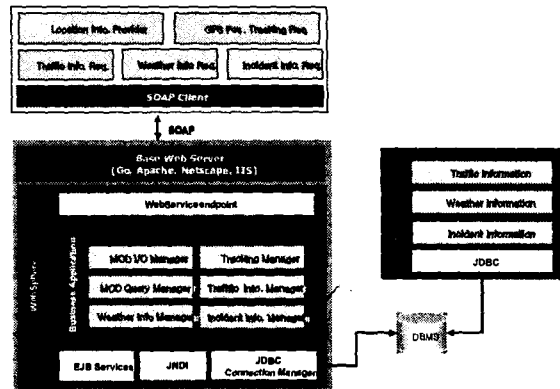 Location Info. Provider
GPS Pos. Tracking Req.
Traffic Info. Req.
Weather Info Req.
Incident Info. Req.
SOAP Client
SOAP
Base Web Server
(Go, Apache, Netscape, IIS)
WebService endpoint
WebSphere
Business Applications
MOD I/O Manager
Tracking Manager
MOD Query Manager
Traffic Info. Manager
Weather Info Manager
Incident Info. Manager
EJB Services
JNDI
JDBC
Connection Manager
Traffic Information
Weather Information
Incident Information
JDBC
DBMS